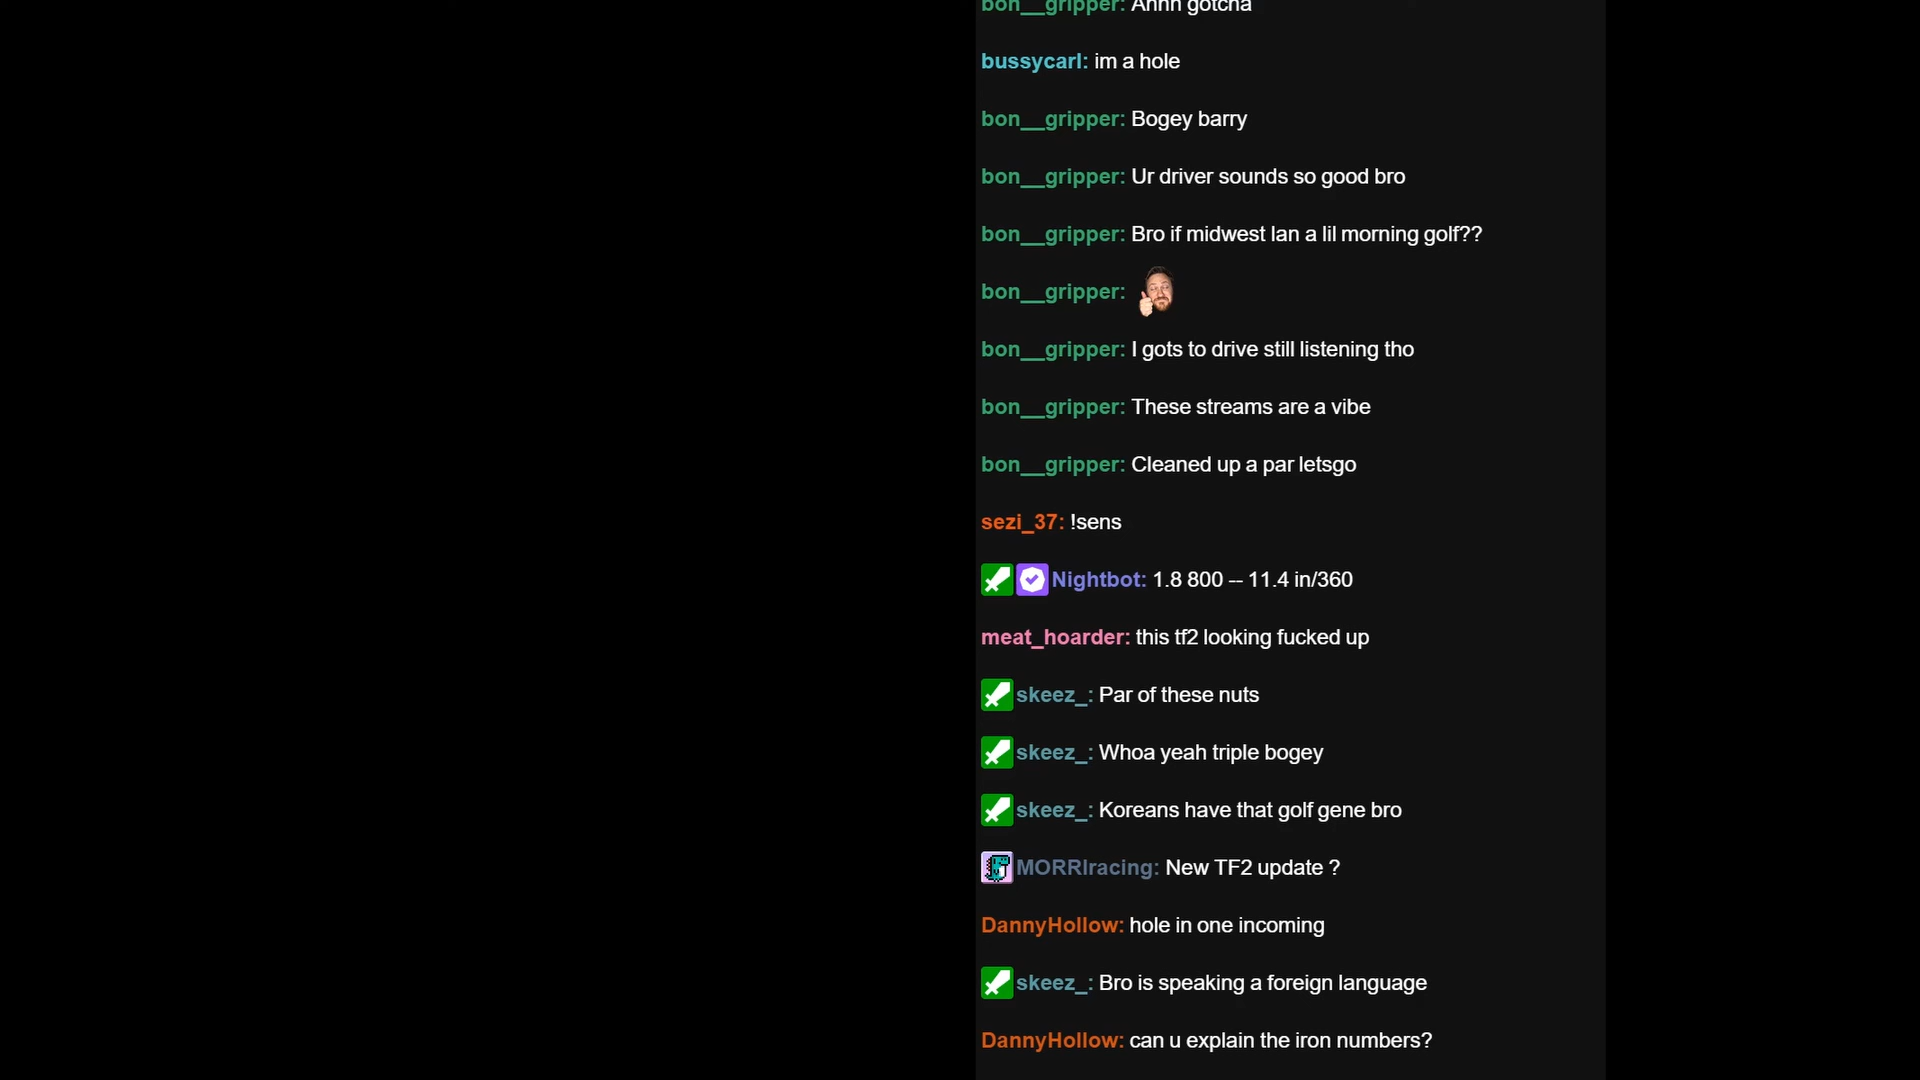 bon__gripper: Ahhh gotcha
bussycarl: im a hole
bon__gripper: Bogey barry
bon__gripper: Ur driver sounds so good bro
bon__gripper: Bro if midwest lan a lil morning golf??
bon__gripper:
bon__gripper: I gots to drive still listening tho
bon__gripper: These streams are a vibe
bon__gripper: Cleaned up a par letsgo
sezi_37: !sens
Nightbot: 1.8 800 -- 11.4 in/360
meat_hoarder: this tf2 looking fucked up
skeez_: Par of these nuts
skeez_: Whoa yeah triple bogey
skeez_: Koreans have that golf gene bro
MORRIracing: New TF2 update ?
DannyHollow: hole in one incoming
skeez_: Bro is speaking a foreign language
DannyHollow: can u explain the iron numbers?